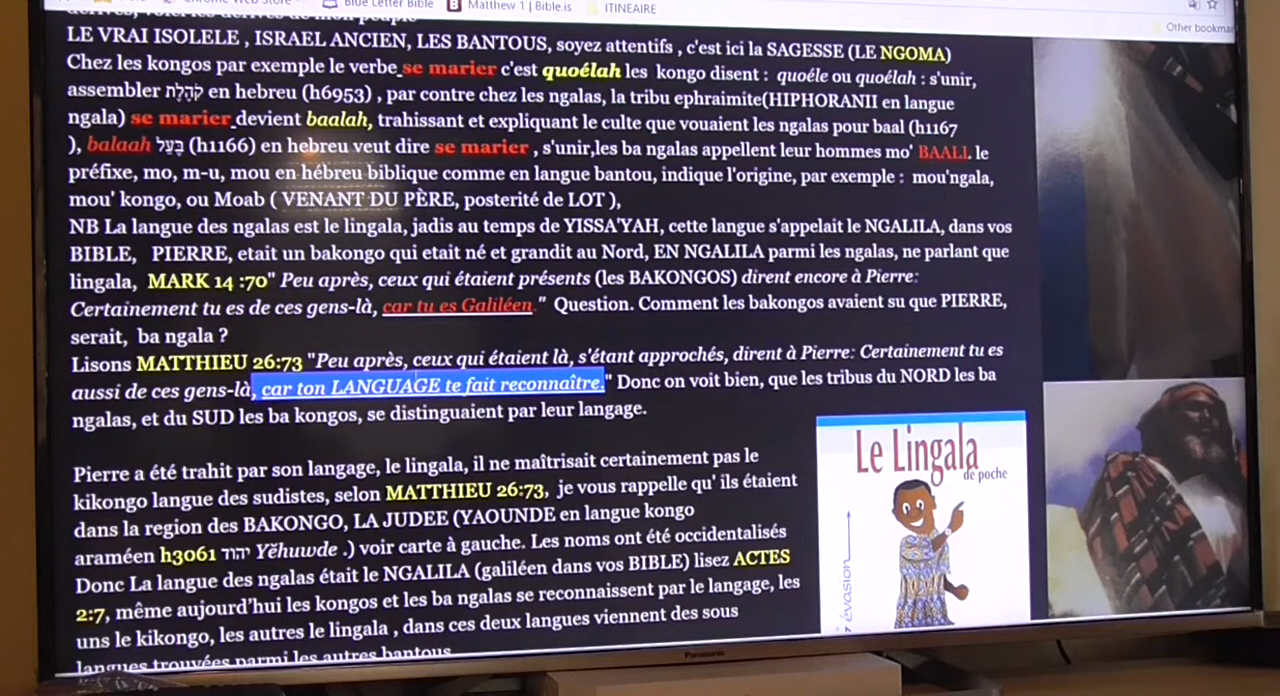 Blue Letter Bible
Matthew 1 | Bible.is
ITINEAIRE
Other bookmar
LE VRAI ISOLELE , ISRAEL ANCIEN, LES BANTOUS, soyez attentifs , c'est ici la SAGESSE (LE NGOMA)
Chez les kongos par exemple le verbe se marier c'est quoélah les kongo disent : quoéle ou quoélah : s'unir,
assembler קְהָלַת en hebreu (h6953) , par contre chez les ngalas, la tribu ephraimite(HIPHORANII en langue
ngala) se marier devient baalah, trahissant et expliquant le culte que vouaient les ngalas pour baal (h1167
), balaah בָּעַל (h1166) en hebreu veut dire se marier , s'unir,les ba ngalas appellent leur hommes mo' BAALI. le
préfixe, mo, m-u, mou en hébreu biblique comme en langue bantou, indique l'origine, par exemple : mou'ngala,
mou' kongo, ou Moab ( VENANT DU PÈRE, posterité de LOT ),
NB La langue des ngalas est le lingala, jadis au temps de YISSA'YAH, cette langue s'appelait le NGALILA, dans vos
BIBLE, PIERRE, etait un bakongo qui etait né et grandit au Nord, EN NGALILA parmi les ngalas, ne parlant que
lingala, MARK 14 :70" Peu après, ceux qui étaient présents (les BAKONGOS) dirent encore à Pierre:
Certainement tu es de ces gens-là, car tu es Galiléen." Question. Comment les bakongos avaient su que PIERRE,
serait, ba ngala ?
Lisons MATTHIEU 26:73 "Peu après, ceux qui étaient là, s'étant approchés, dirent à Pierre: Certainement tu es
aussi de ces gens-là, car ton LANGUAGE te fait reconnaître." Donc on voit bien, que les tribus du NORD les ba
ngalas, et du SUD les ba kongos, se distinguaient par leur langage.
Pierre a été trahit par son langage, le lingala, il ne maîtrisait certainement pas le
kikongo langue des sudistes, selon MATTHIEU 26:73, je vous rappelle qu' ils étaient
dans la region des BAKONGO, LA JUDEE (YAOUNDE en langue kongo
araméen h3061 יהוד Yĕhuwde .) voir carte à gauche. Les noms ont été occidentalisés
Donc La langue des ngalas était le NGALILA (galiléen dans vos BIBLE) lisez ACTES
2:7, même aujourd'hui les kongos et les ba ngalas se reconnaissent par le langage, les
uns le kikongo, les autres le lingala , dans ces deux langues viennent des sous
langues trouvées parmi les autres bantous
Le Lingala
de poche
évasion
Panasonic